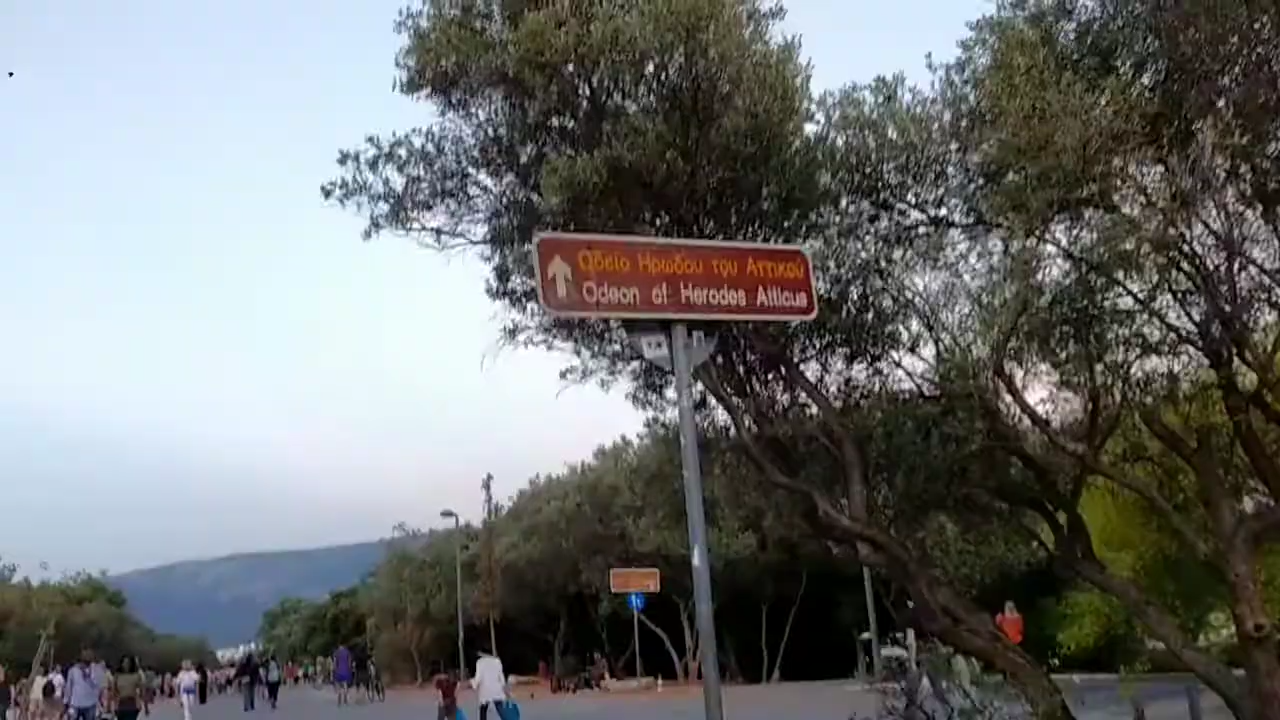 Ωδείο Ηρώδου του Αττικού
Odeon of Herodes Atticus